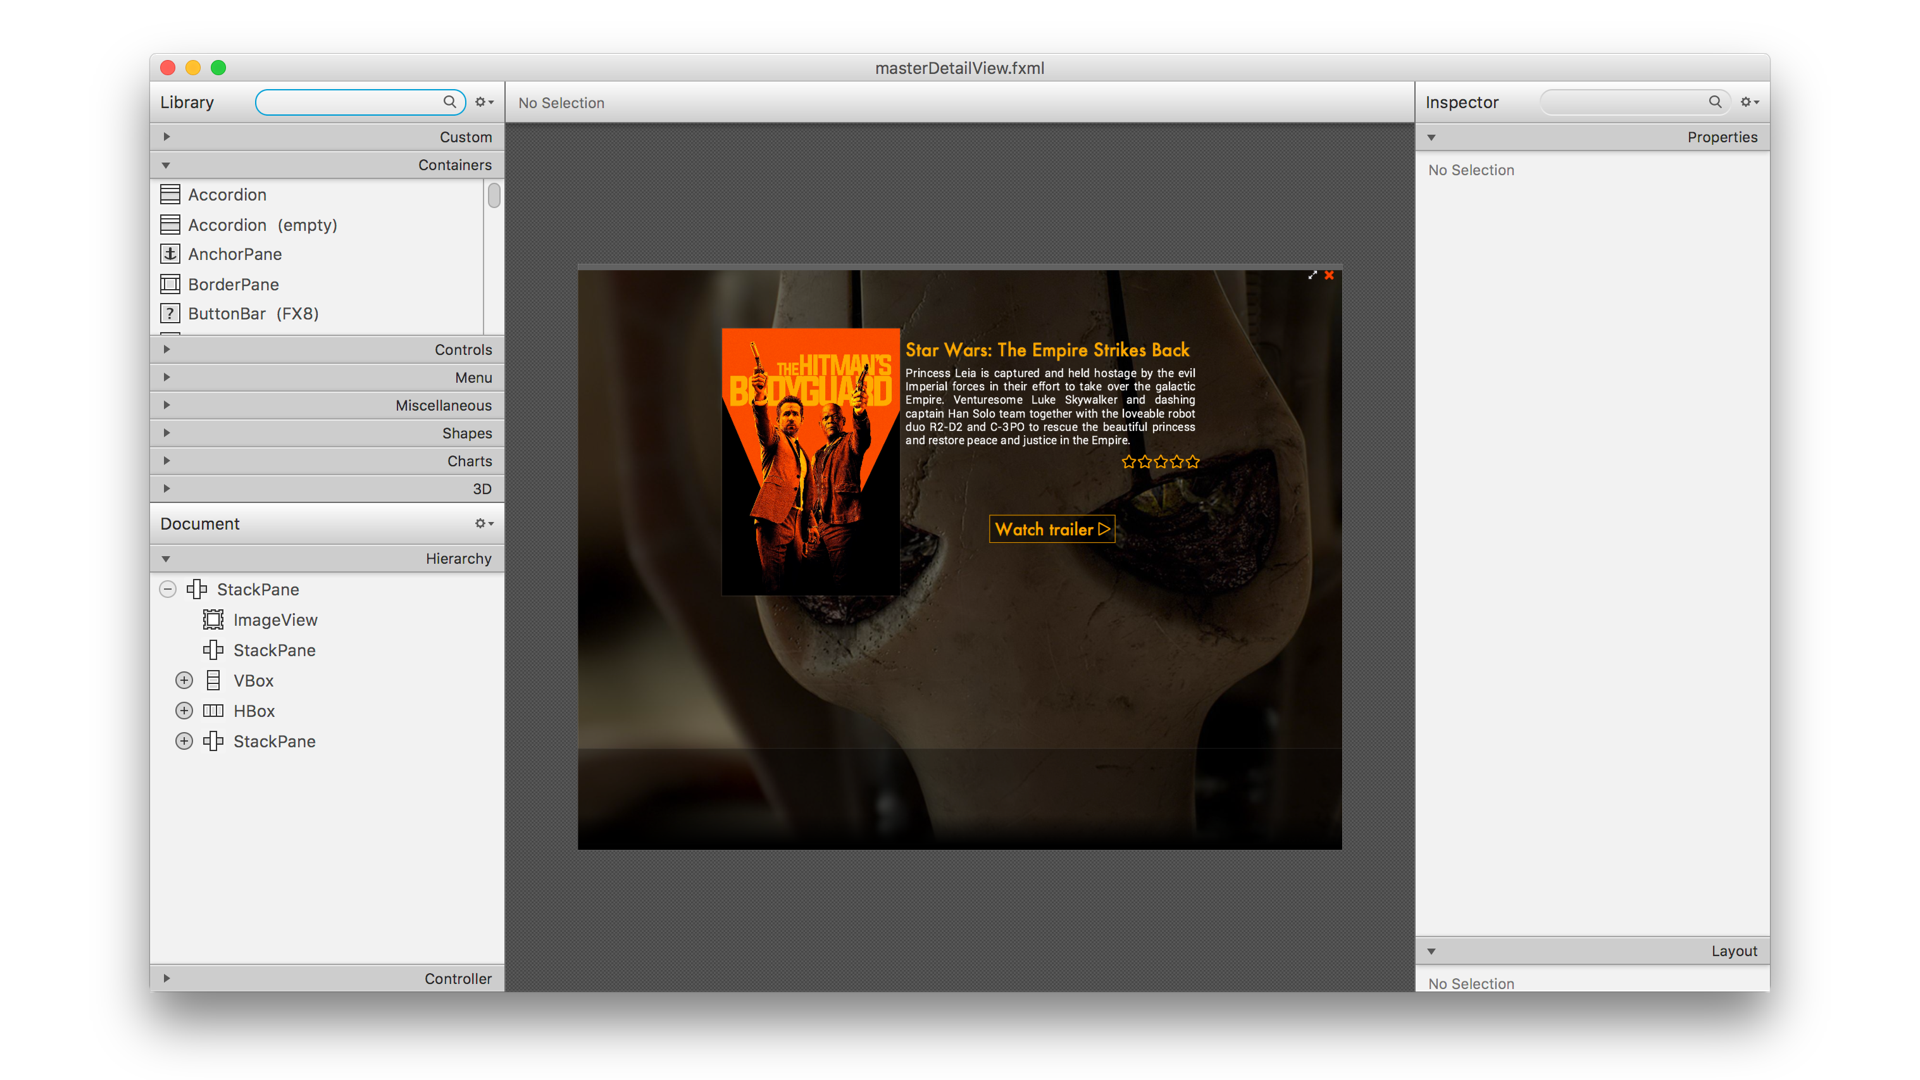 masterDetailView.fxml
Library
No Selection
Inspector
Custom
Containers
Accordion
Accordion (empty)
AnchorPane
BorderPane
? ButtonBar (FX8)
Controls
Menu
Miscellaneous
Shapes
Charts
3D
Document
Hierarchy
StackPane
ImageView
StackPane
VBox
HBox
StackPane
Controller
THE HITMAN'S
BODYGUARD
Star Wars: The Empire Strikes Back
Princess Leia is captured and held hostage by the evil
Imperial forces in their effort to take over the galactic
Empire. Venturesome Luke Skywalker and dashing
captain Han Solo team together with the loveable robot
duo R2-D2 and C-3PO to rescue the beautiful princess
and restore peace and justice in the Empire.
Watch trailer
Properties
No Selection
Layout
No Selection